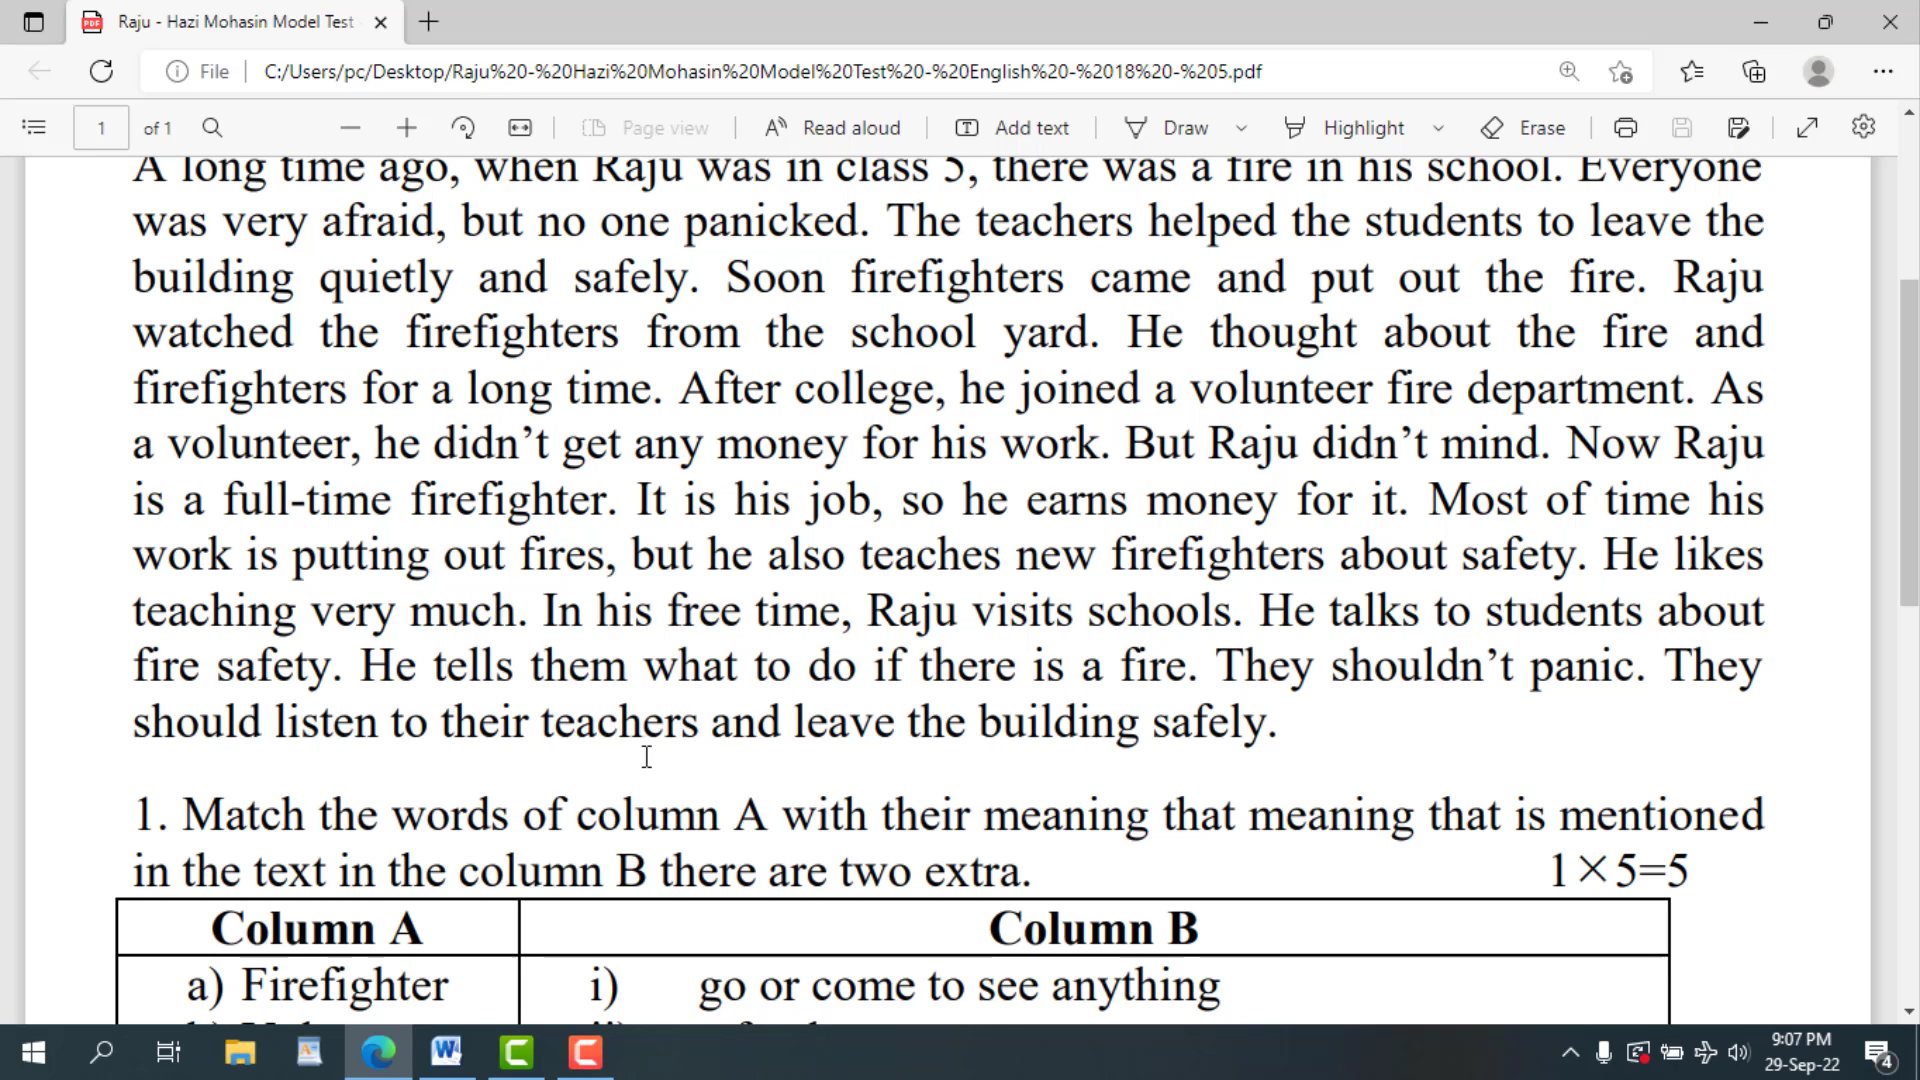 Raju - Hazi Mohasin Model Test
File
C:/Users/pc/Desktop/Raju%20-%20Hazi%20Mohasin%20Model%20Test%20-%20English%20-%2018%20-%205.pdf
1 of 1
Page view
Read aloud
Add text
Draw
Highlight
Erase
A long time ago, when Raju was in class 5, there was a fire in his school. Everyone
was very afraid, but no one panicked. The teachers helped the students to leave the
building quietly and safely. Soon firefighters came and put out the fire. Raju
watched the firefighters from the school yard. He thought about the fire and
firefighters for a long time. After college, he joined a volunteer fire department. As
a volunteer, he didn’t get any money for his work. But Raju didn’t mind. Now Raju
is a full-time firefighter. It is his job, so he earns money for it. Most of time his
work is putting out fires, but he also teaches new firefighters about safety. He likes
teaching very much. In his free time, Raju visits schools. He talks to students about
fire safety. He tells them what to do if there is a fire. They shouldn’t panic. They
should listen to their teachers and leave the building safely.
1. Match the words of column A with their meaning that meaning that is mentioned
in the text in the column B there are two extra. 1×5=5
Column A Column B
a) Firefighter i) go or come to see anything
9:07 PM
29-Sep-22
4